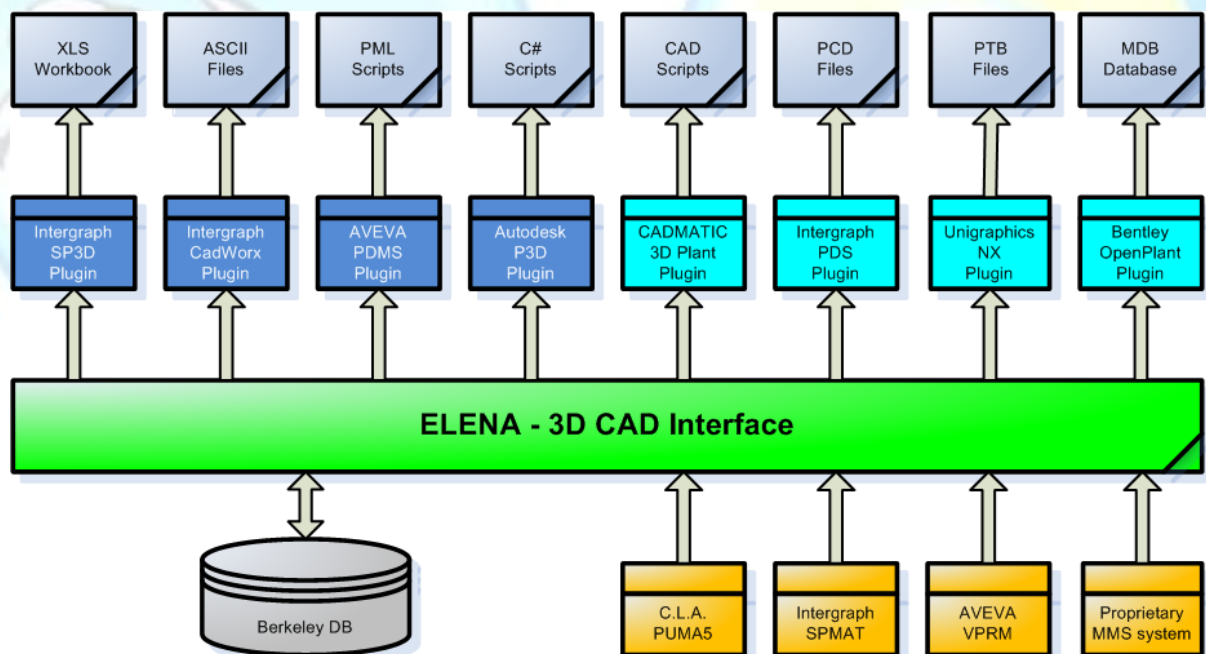 XLS
Workbook
ASCII
Files
PML
Scripts
C#
Scripts
CAD
Scripts
PCD
Files
PTB
Files
MDB
Database
Intergraph
SP3D
Plugin
Intergraph
CadWorx
Plugin
AVEVA
PDMS
Plugin
Autodesk
P3D
Plugin
CADMATIC
3D Plant
Plugin
Intergraph
PDS
Plugin
Unigraphics
NX
Plugin
Bentley
OpenPlant
Plugin
ELENA - 3D CAD Interface
Berkeley DB
C.L.A.
PUMA5
Intergraph
SPMAT
AVEVA
VPRM
Proprietary
MMS system